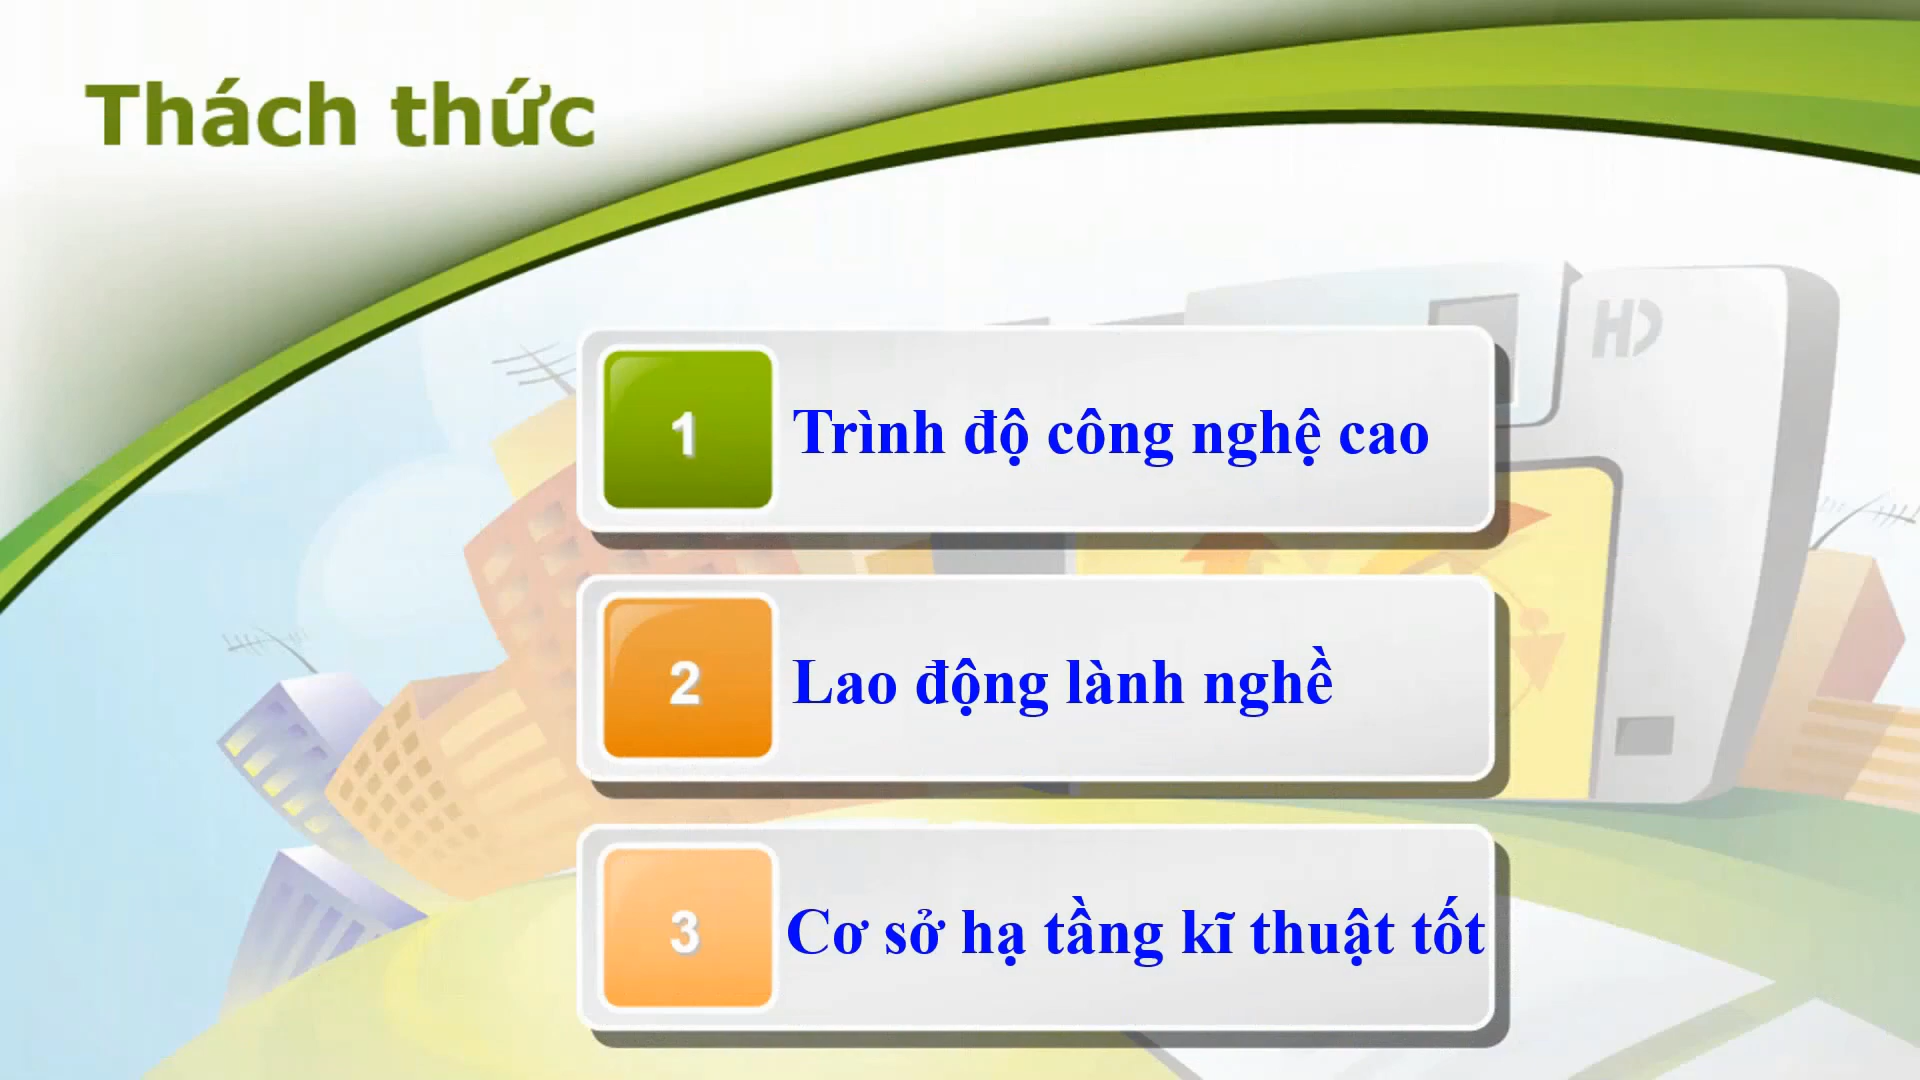 Thách thức
HD
1 Trình độ công nghệ cao
2 Lao động lành nghề
3 Cơ sở hạ tầng kĩ thuật tốt